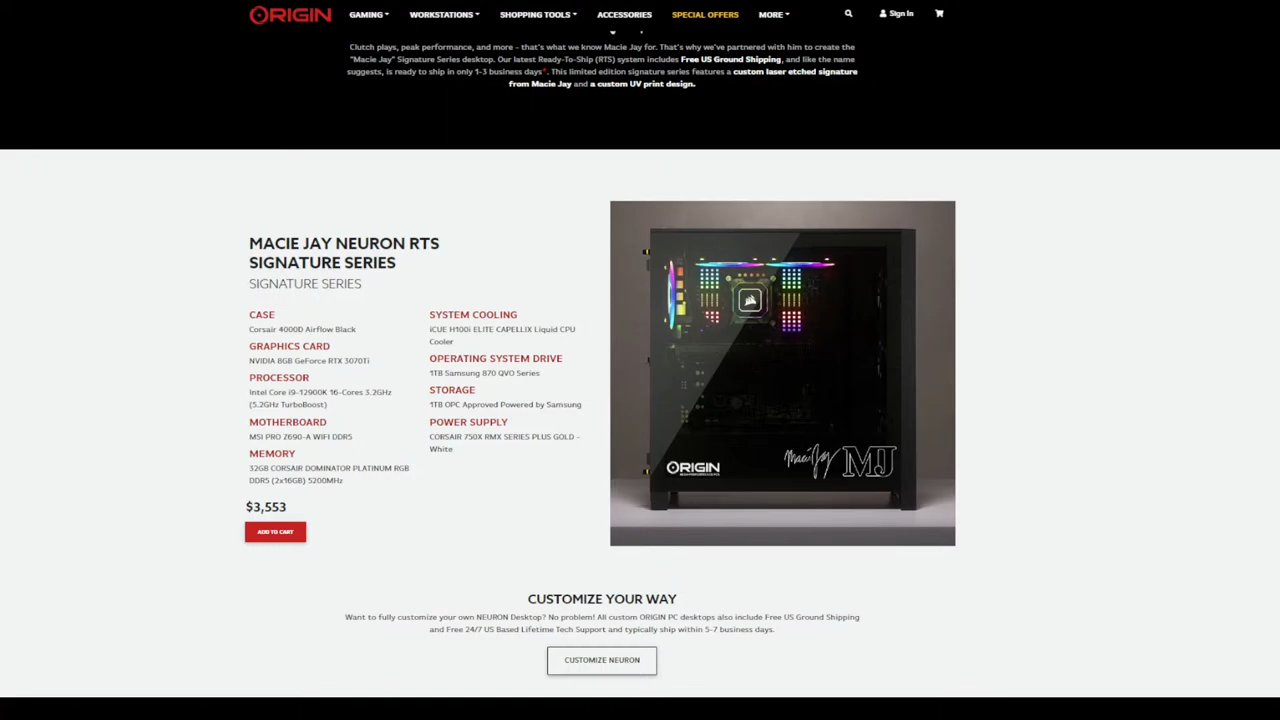 ORIGIN
GAMING
WORKSTATIONS
SHOPPING TOOLS
ACCESSORIES
SPECIAL OFFERS
MORE
Sign In
Clutch plays, peak performance, and more – that's what we know Macie Jay for. That's why we've partnered with him to create the
"Macie Jay" Signature Series desktop. Our latest Ready-To-Ship (RTS) system includes Free US Ground Shipping, and like the name
suggests, is ready to ship in only 1-3 business days*. This limited edition signature series features a custom laser etched signature
from Macie Jay and a custom UV print design.
MACIE JAY NEURON RTS
SIGNATURE SERIES
SIGNATURE SERIES
CASE
Corsair 4000D Airflow Black
GRAPHICS CARD
NVIDIA 8GB GeForce RTX 3070Ti
PROCESSOR
Intel Core i9-12900K 16-Cores 3.2GHz
(5.2GHz TurboBoost)
MOTHERBOARD
MSI PRO Z690-A WIFI DDR5
MEMORY
32GB CORSAIR DOMINATOR PLATINUM RGB
DDR5 (2x16GB) 5200MHz
SYSTEM COOLING
iCUE H100i ELITE CAPELLIX Liquid CPU
Cooler
OPERATING SYSTEM DRIVE
1TB Samsung 870 QVO Series
STORAGE
1TB OPC Approved Powered by Samsung
POWER SUPPLY
CORSAIR 750X RMX SERIES PLUS GOLD –
White
$3,553
ADD TO CART
ORIGIN
Macie Jay
MJ
CUSTOMIZE YOUR WAY
Want to fully customize your own NEURON Desktop? No problem! All custom ORIGIN PC desktops also include Free US Ground Shipping
and Free 24/7 US Based Lifetime Tech Support and typically ship within 5-7 business days.
CUSTOMIZE NEURON